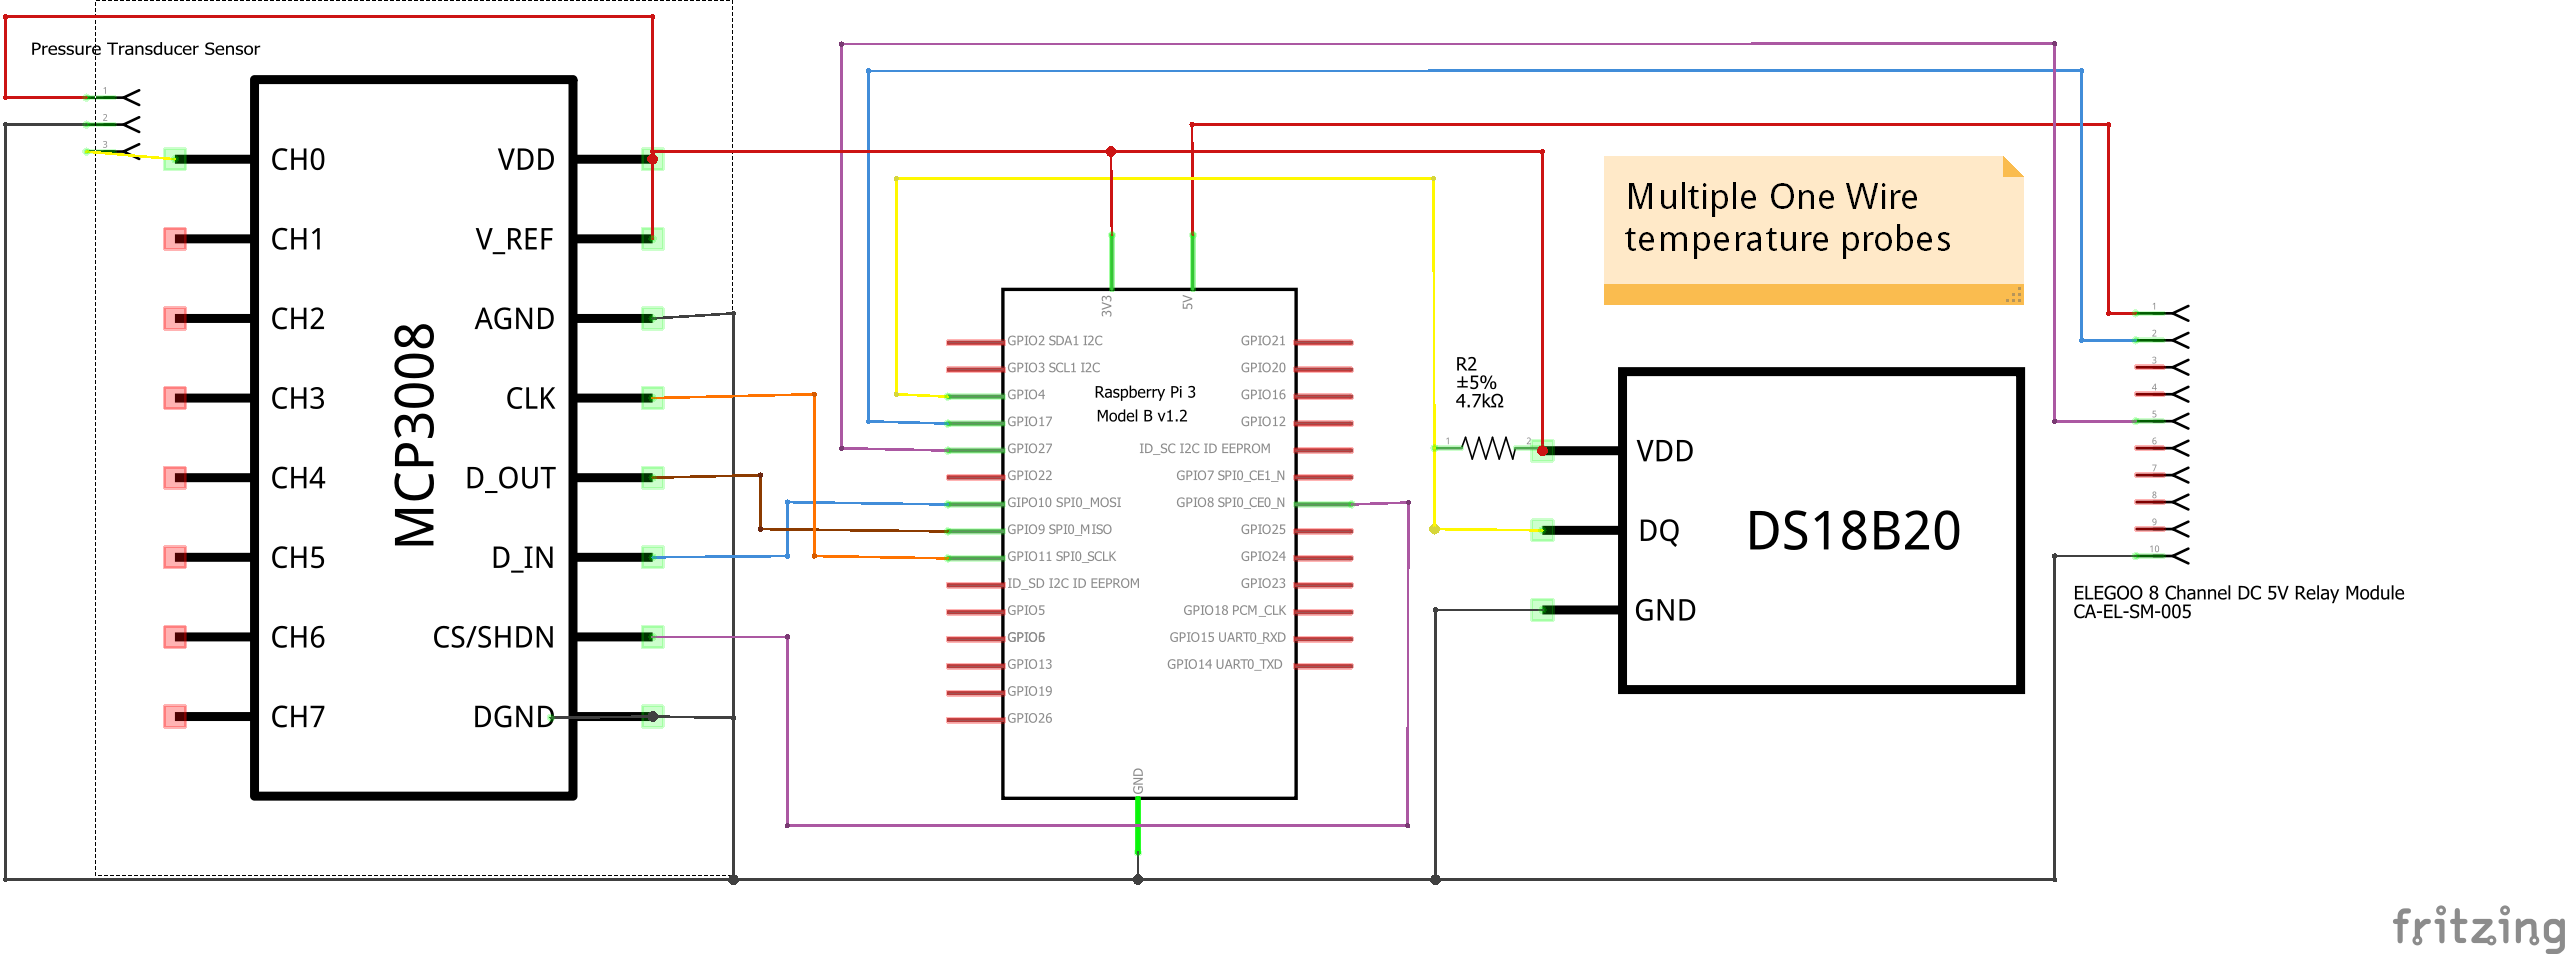 Pressure Transducer Sensor
1
2
3
CH0
CH1
CH2
CH3
CH4
CH5
CH6
CH7
MCP3008
VDD
V_REF
AGND
CLK
D_OUT
D_IN
CS/SHDN
DGND
3V3
5V
Raspberry Pi 3
Model B v1.2
GPIO2 SDA1 I2C
GPIO3 SCL1 I2C
GPIO4
GPIO17
GPIO27
GPIO22
GIPO10 SPI0_MOSI
GPIO9 SPI0_MISO
GPIO11 SPI0_SCLK
ID_SD I2C ID EEPROM
GPIO5
GPIO6
GPIO13
GPIO19
GPIO26
GPIO21
GPIO20
GPIO16
GPIO12
ID_SC I2C ID EEPROM
GPIO7 SPI0_CE1_N
GPIO8 SPI0_CE0_N
GPIO25
GPIO24
GPIO23
GPIO18 PCM_CLK
GPIO15 UART0_RXD
GPIO14 UART0_TXD
GND
R2
±5%
4.7kΩ
1
2
Multiple One Wire
temperature probes
VDD
DQ
GND
DS18B20
1
2
3
4
5
6
7
8
9
10
ELEGOO 8 Channel DC 5V Relay Module
CA-EL-SM-005
fritzing